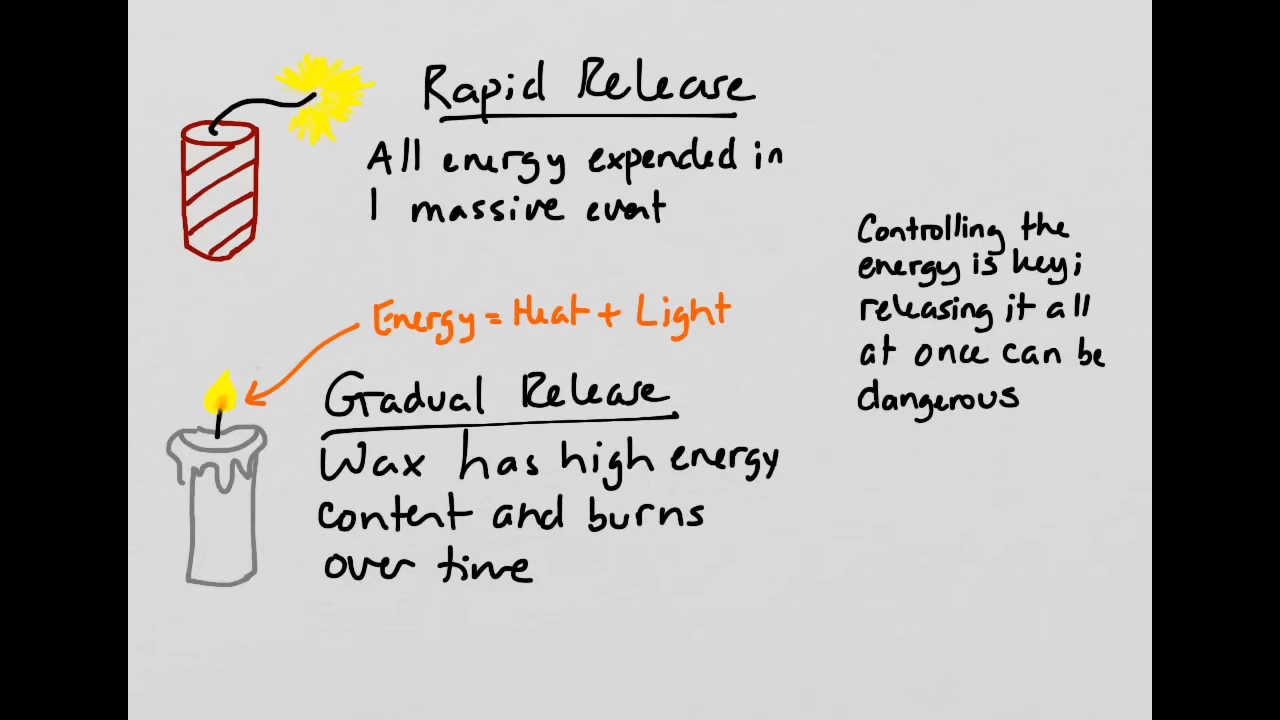 Rapid Release
All energy expended in
1 massive event
Energy = Heat + Light
Gradual Release
Wax has high energy
content and burns
over time
Controlling the
energy is key;
releasing it all
at once can be
dangerous